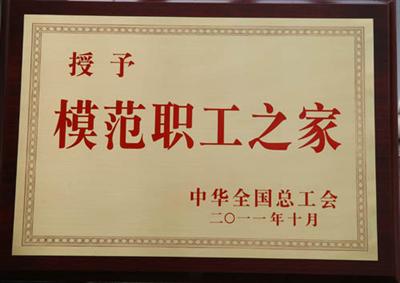 授予
模范职工之家
中华全国总工会
二〇一一年十月